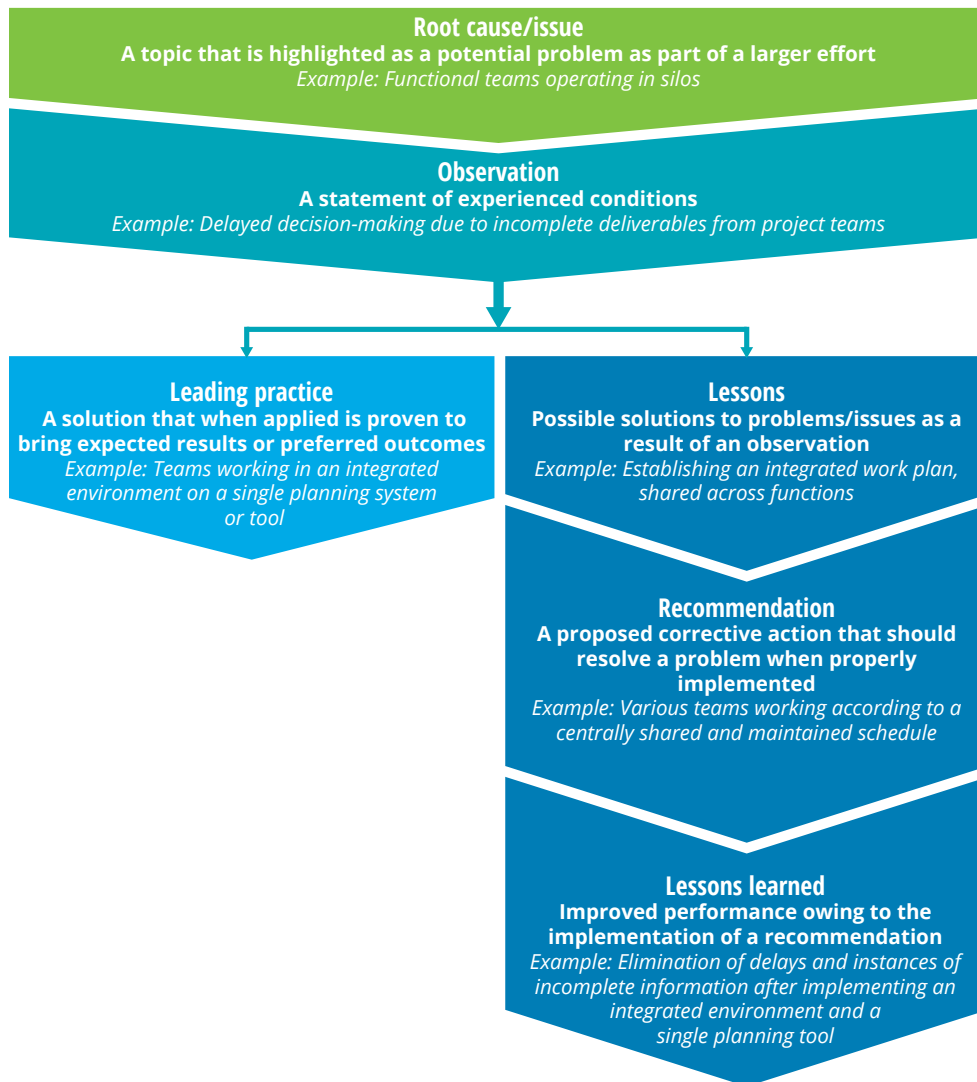 Root cause/issue
A topic that is highlighted as a potential problem as part of a larger effort
Example: Functional teams operating in silos
Observation
A statement of experienced conditions
Example: Delayed decision-making due to incomplete deliverables from project teams
Leading practice
A solution that when applied is proven to
bring expected results or preferred outcomes
Example: Teams working in an integrated
environment on a single planning system
or tool
Lessons
Possible solutions to problems/issues as a
result of an observation
Example: Establishing an integrated work plan,
shared across functions
Recommendation
A proposed corrective action that should
resolve a problem when properly
implemented
Example: Various teams working according to a
centrally shared and maintained schedule
Lessons learned
Improved performance owing to the
implementation of a recommendation
Example: Elimination of delays and instances of
incomplete information after implementing an
integrated environment and a
single planning tool